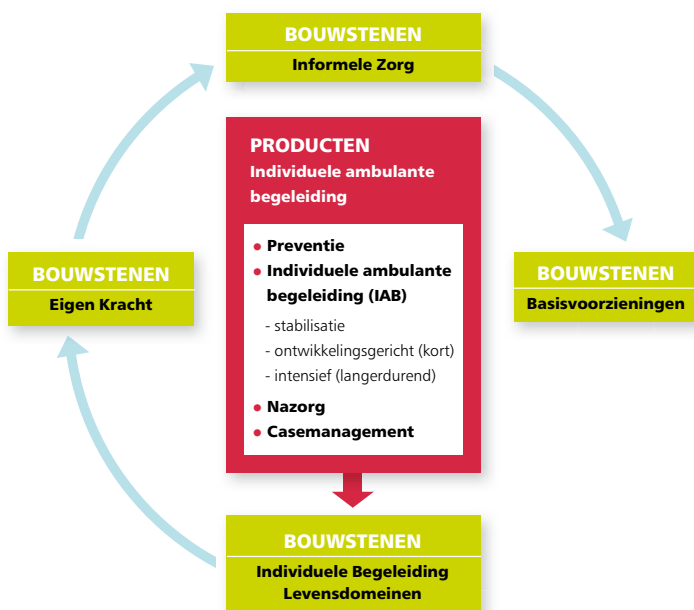 BOUWSTENEN
Informele Zorg
PRODUCTEN
Individuele ambulante
begeleiding
• Preventie
• Individuele ambulante
begeleiding (IAB)
- stabilisatie
- ontwikkelingsgericht (kort)
- intensief (langerdurend)
• Nazorg
• Casemanagement
BOUWSTENEN
Eigen Kracht
BOUWSTENEN
Basisvoorzieningen
BOUWSTENEN
Individuele Begeleiding
Levensdomeinen